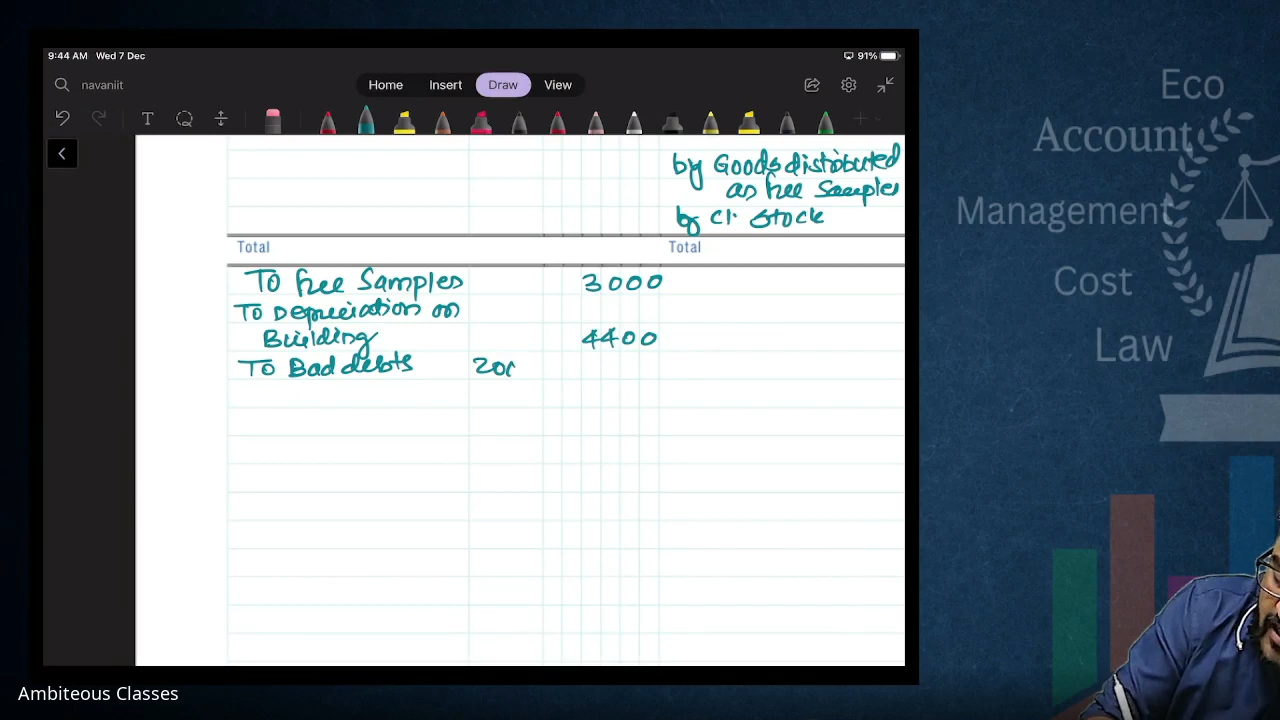 9:44 AM Wed 7 Dec
91%
navaniit
Home Insert Draw View
by Goods distributed
as free Samples
by Cl. Stock
Total Total
To free Samples 3000
To Depreciation on
Building 4400
To Bad debts 200
Eco
Account
Management
Cost
Law
Ambiteous Classes